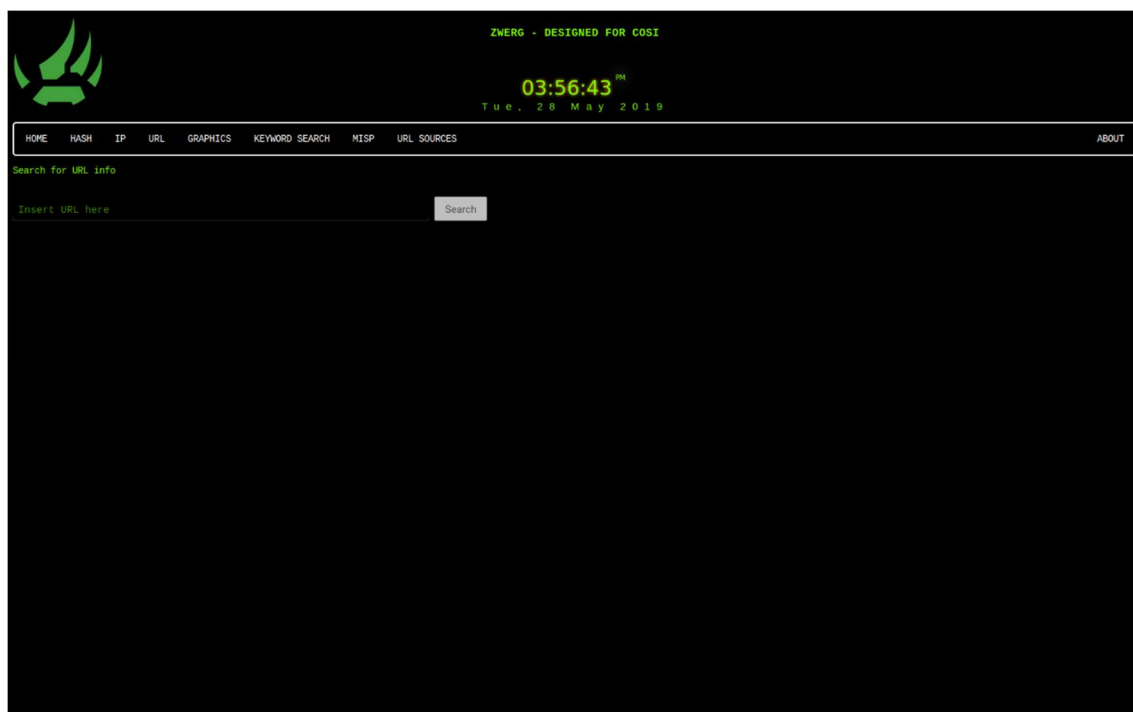 ZWERG - DESIGNED FOR COSI
03:56:43 PM
Tue, 28 May 2019
HOME HASH IP URL GRAPHICS KEYWORD SEARCH MISP URL SOURCES ABOUT
Search for URL info
Insert URL here Search